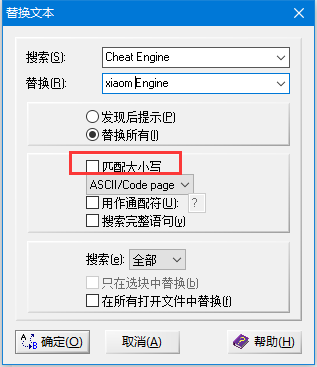 替换文本
搜索(S): Cheat Engine
替换(R): xiaomiEngine
发现后提示(P)
替换所有(I)
匹配大小写
ASCII/Code page
用作通配符(U): ?
搜索完整语句(v)
搜索(e): 全部
只在选块中替换(b)
在所有打开文件中替换(f)
确定(O) 取消(A) 帮助(H)